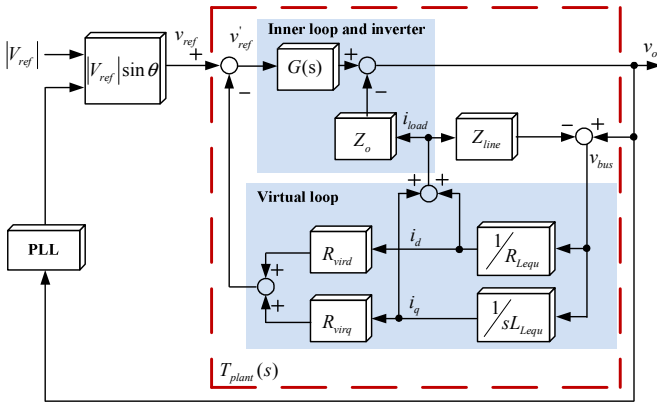 Inner loop and inverter
|V_ref|
|V_ref| sin θ
v_ref
+
v'_ref
−
G(s)
+
−
v_o
Z_o
i_load
Z_line
−
+
v_bus
+
+
Virtual loop
PLL
R_vird
i_d
1/R_Lequ
+
+
R_virq
i_q
1/sL_Lequ
T_plant(s)